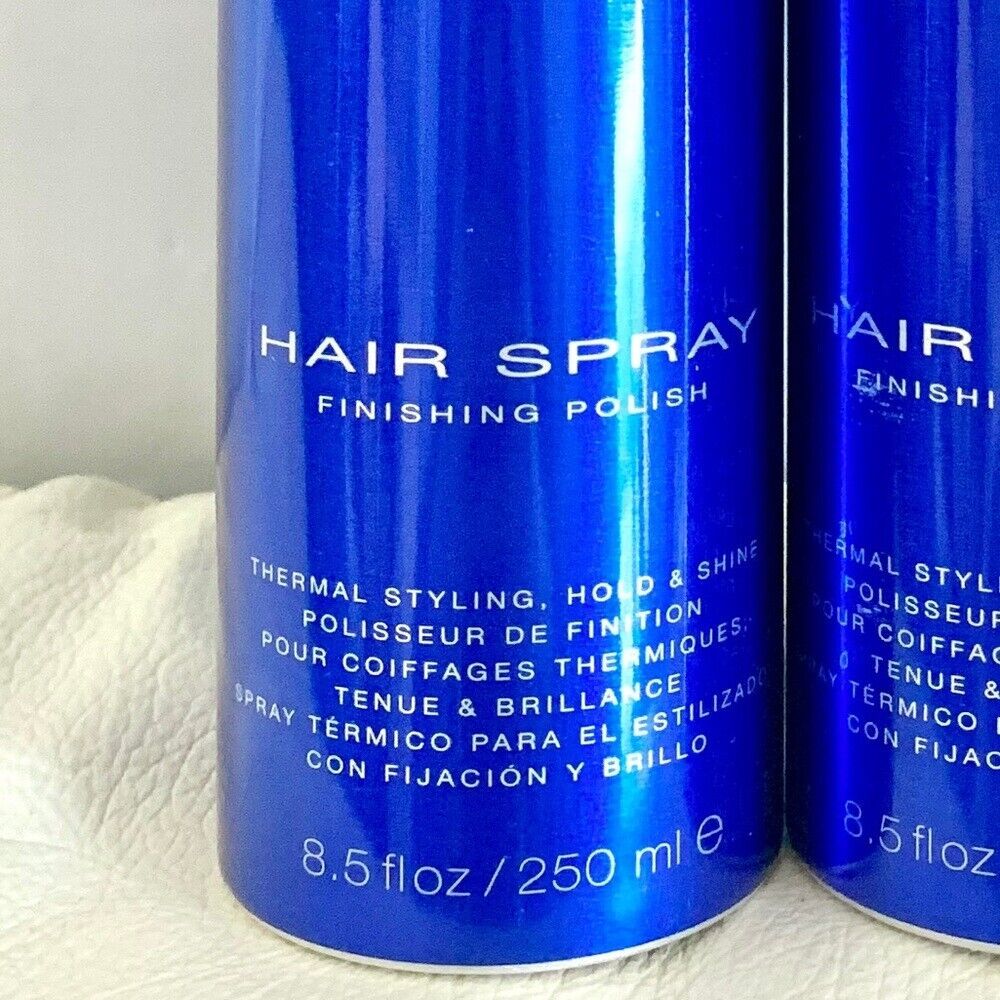 HAIR SPRAY
FINISHING POLISH
THERMAL STYLING, HOLD & SHINE
POLISSEUR DE FINITION
POUR COIFFAGES THERMIQUES,
TENUE & BRILLANCE
SPRAY TÉRMICO PARA EL ESTILIZADO
CON FIJACIÓN Y BRILLO
8.5 fl oz / 250 ml e
HAIR
FINISHI
THERMAL STYL
POLISSEUR
POUR COIFFAG
TENUE &
TÉRMICO
CON FIJAC
8.5 fl oz